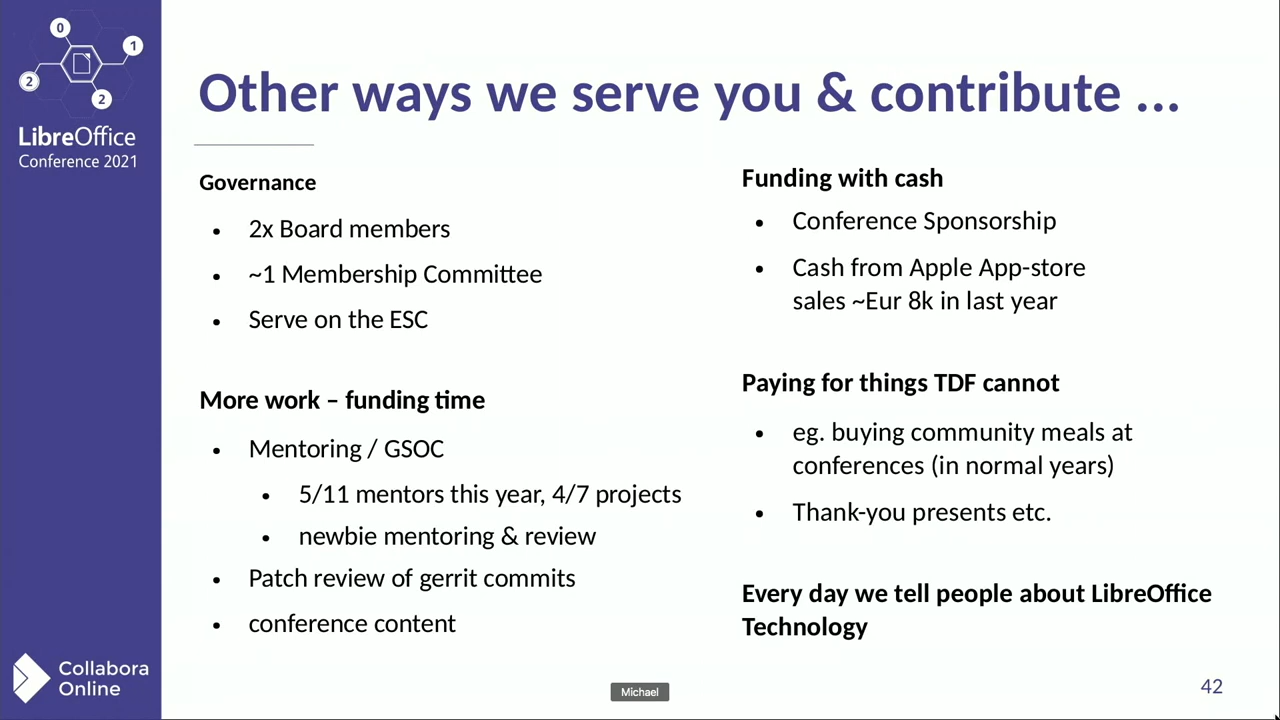 0
1
2
2
LibreOffice
Conference 2021
Other ways we serve you & contribute ...
Governance
• 2x Board members
• ~1 Membership Committee
• Serve on the ESC
More work – funding time
• Mentoring / GSOC
• 5/11 mentors this year, 4/7 projects
• newbie mentoring & review
• Patch review of gerrit commits
• conference content
Funding with cash
• Conference Sponsorship
• Cash from Apple App-store
sales ~Eur 8k in last year
Paying for things TDF cannot
• eg. buying community meals at
conferences (in normal years)
• Thank-you presents etc.
Every day we tell people about LibreOffice
Technology
Collabora
Online
Michael
42